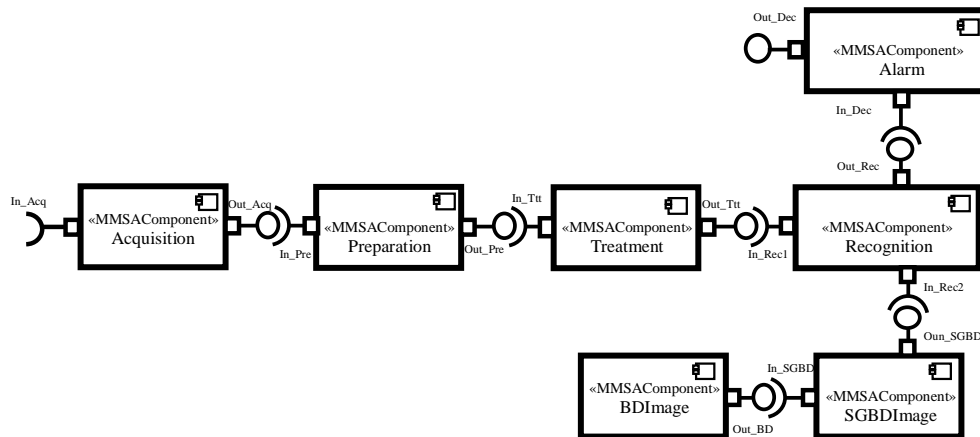 Out_Dec
«MMSAComponent»
Alarm
In_Dec
Out_Rec
In_Acq
«MMSAComponent»
Acquisition
Out_Acq
In_Pre
«MMSAComponent»
Preparation
Out_Pre
In_Ttt
«MMSAComponent»
Treatment
Out_Ttt
In_Rec1
«MMSAComponent»
Recognition
In_Rec2
Oun_SGBD
«MMSAComponent»
BDImage
Out_BD
In_SGBD
«MMSAComponent»
SGBDImage